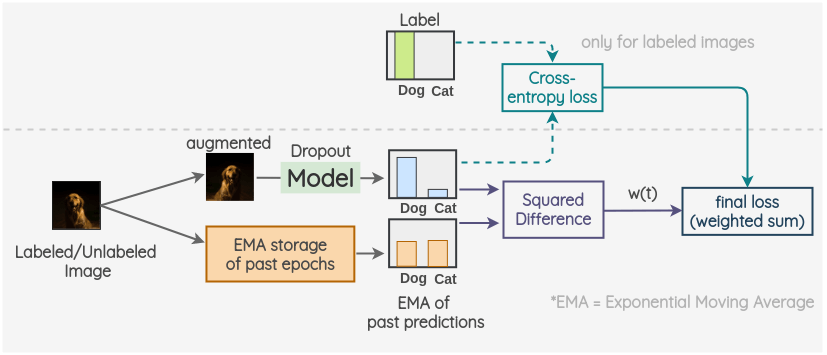 Label
only for labeled images
Dog Cat
Cross-
entropy loss
augmented
Dropout
Model
Dog Cat
Labeled/Unlabeled
Image
EMA storage
of past epochs
Dog Cat
EMA of
past predictions
Squared
Difference
w(t)
final loss
(weighted sum)
*EMA = Exponential Moving Average